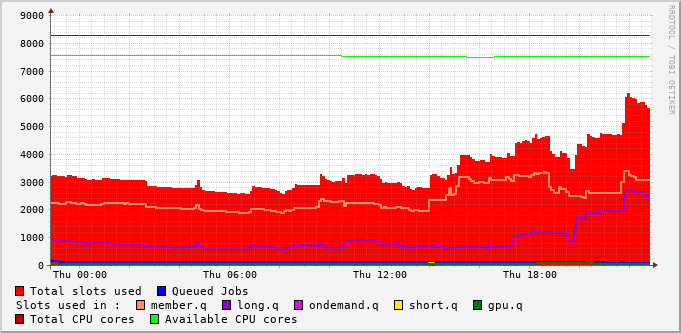 RRDTOOL / TOBI OETIKER
9000
8000
7000
6000
5000
4000
3000
2000
1000
0
Thu 00:00 Thu 06:00 Thu 12:00 Thu 18:00
Total slots used Queued Jobs
Slots used in : member.q long.q ondemand.q short.q gpu.q
Total CPU cores Available CPU cores